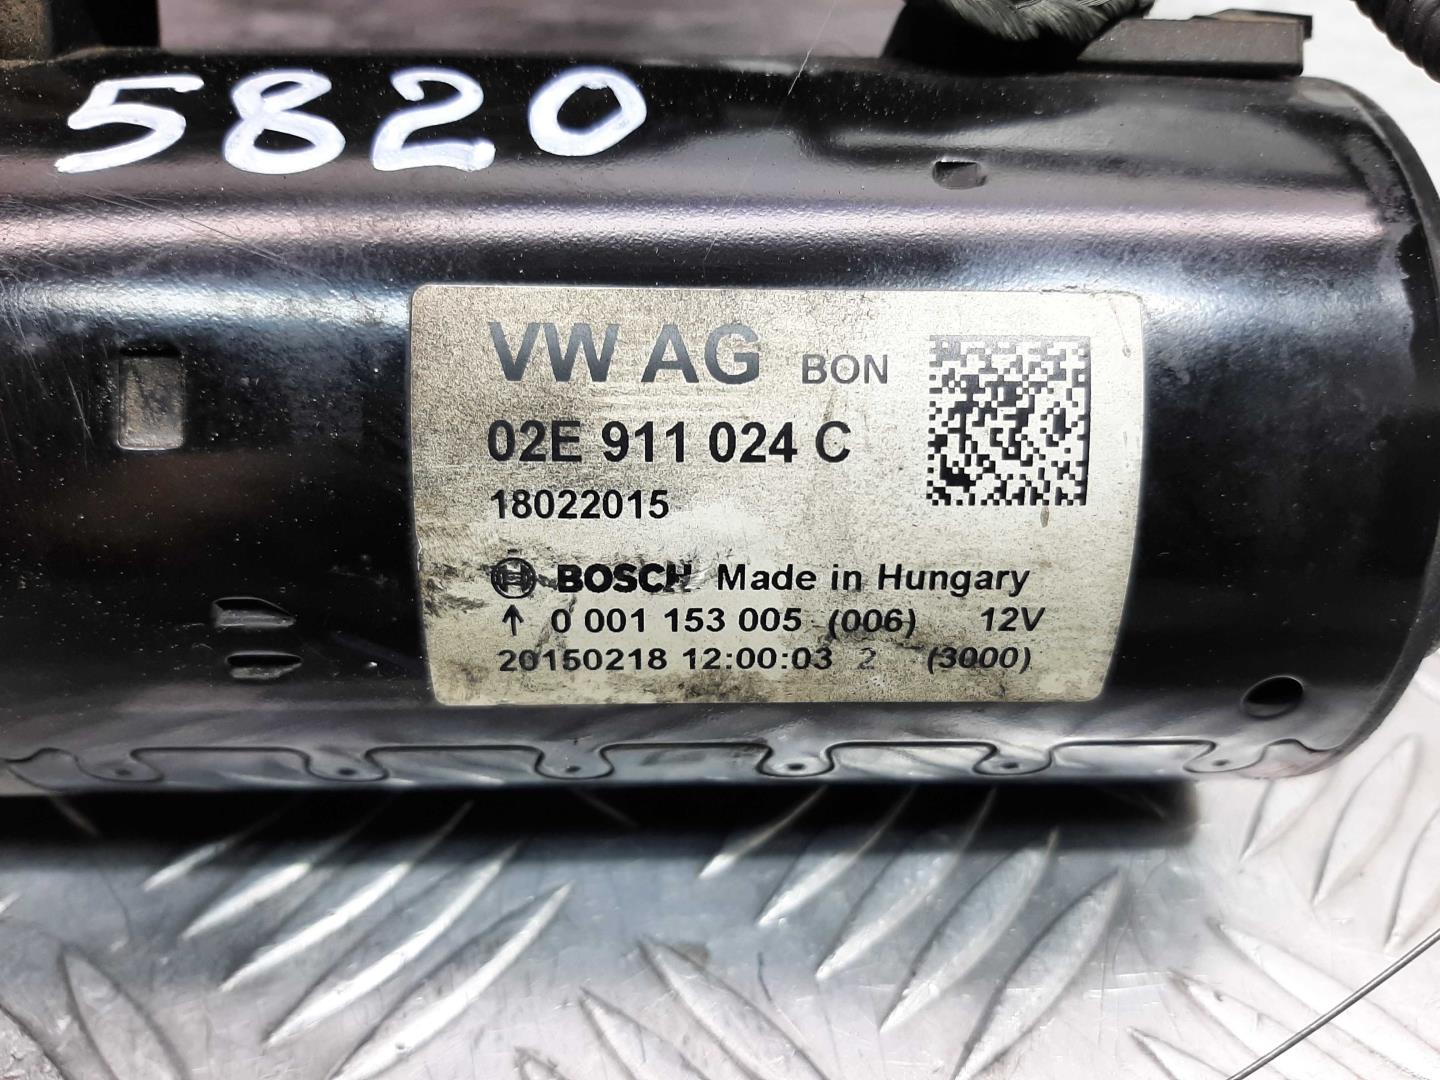 5820
VW AG BON
02E 911 024 C
18022015
BOSCH Made in Hungary
↑ 0 001 153 005 (006) 12V
20150218 12:00:03 2 (3000)